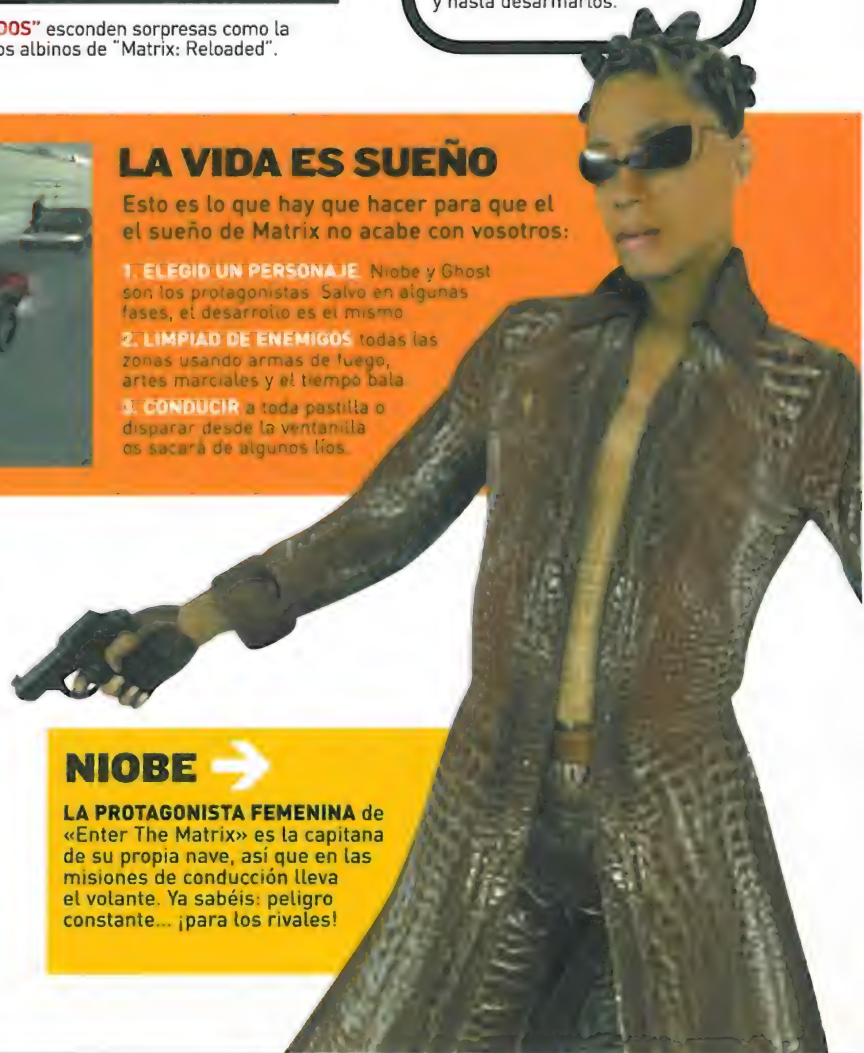 y hasta desarmarlos.
DOS" esconden sorpresas como la
os albinos de "Matrix: Reloaded".
LA VIDA ES SUEÑO
Esto es lo que hay que hacer para que el
el sueño de Matrix no acabe con vosotros:
1. ELEGID UN PERSONAJE. Niobe y Ghost
son los protagonistas. Salvo en algunas
fases, el desarrollo es el mismo
2. LIMPIAD DE ENEMIGOS todas las
zonas usando armas de fuego,
artes marciales y el tiempo bala
3. CONDUCIR a toda pastilla o
disparar desde la ventanilla
os sacará de algunos líos.
NIOBE
LA PROTAGONISTA FEMENINA de
«Enter The Matrix» es la capitana
de su propia nave, así que en las
misiones de conducción lleva
el volante. Ya sabéis: peligro
constante... ¡para los rivales!